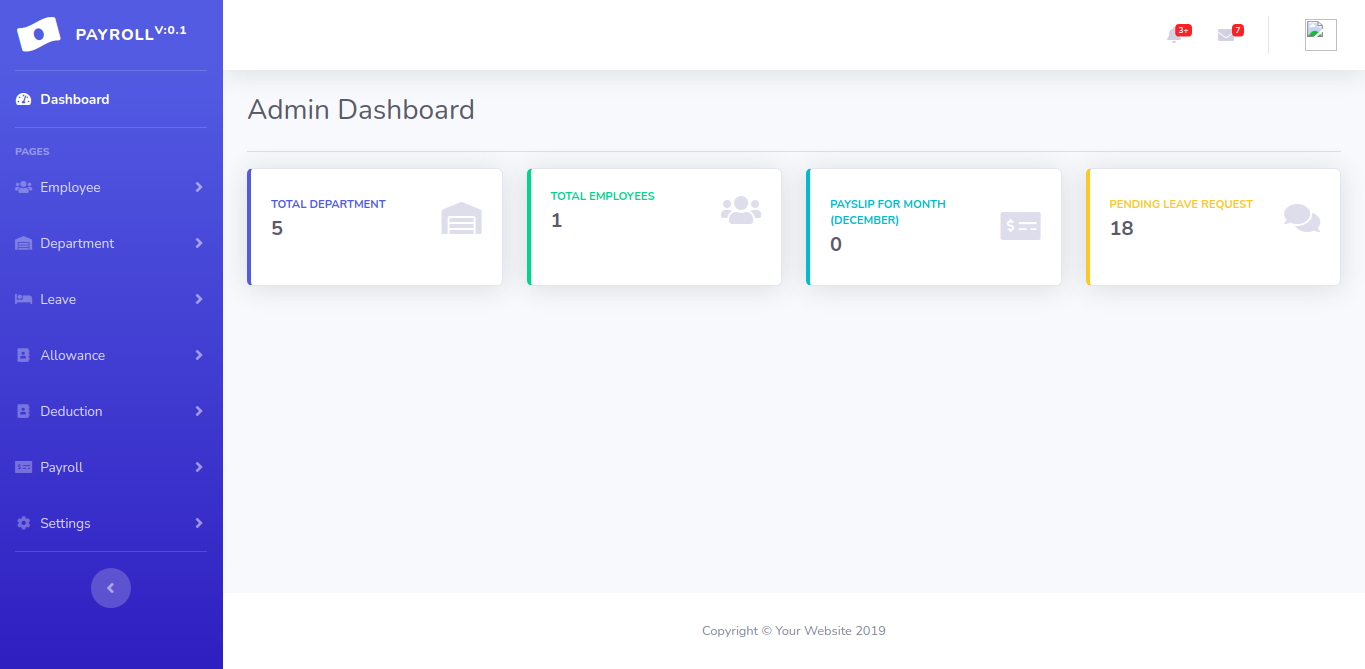 PAYROLLV:0.1
3+
7
Dashboard
PAGES
Employee
Department
Leave
Allowance
Deduction
Payroll
Settings
Admin Dashboard
TOTAL DEPARTMENT
5
TOTAL EMPLOYEES
1
PAYSLIP FOR MONTH
(DECEMBER)
0
PENDING LEAVE REQUEST
18
Copyright © Your Website 2019